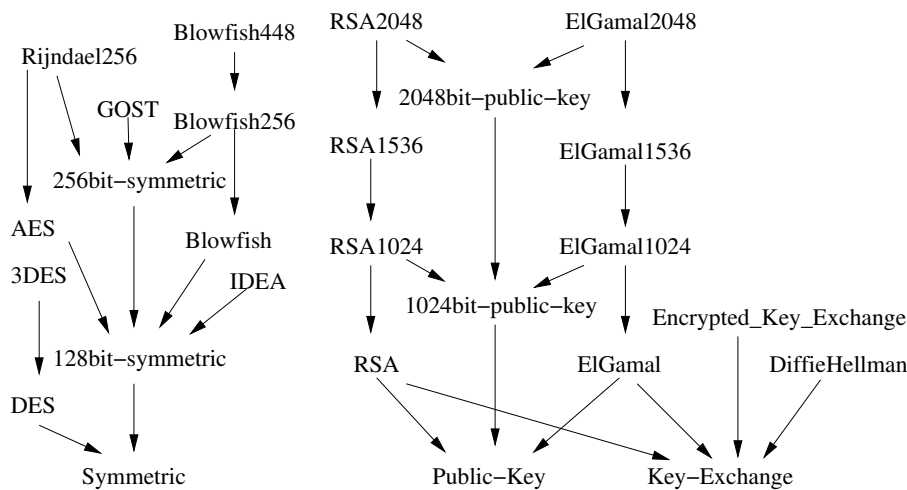 Blowfish448
RSA2048
ElGamal2048
Rijndael256
2048bit−public−key
GOST
Blowfish256
RSA1536
ElGamal1536
256bit−symmetric
AES
Blowfish
RSA1024
ElGamal1024
3DES
IDEA
1024bit−public−key
Encrypted_Key_Exchange
128bit−symmetric
RSA
ElGamal
DiffieHellman
DES
Symmetric
Public−Key
Key−Exchange